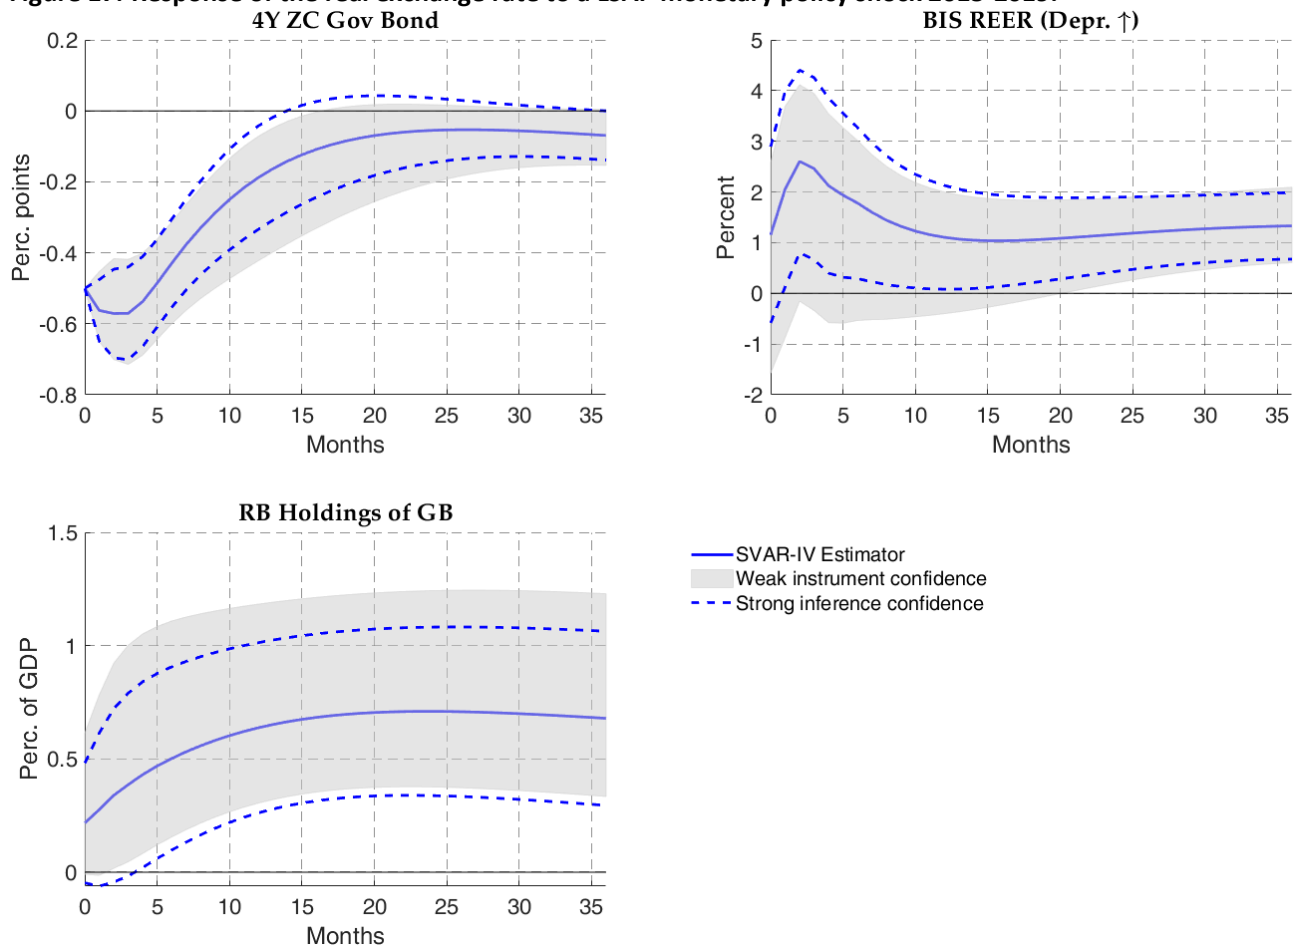 4Y ZC Gov Bond
0.2
0
-0.2
-0.4
-0.6
-0.8
Perc. points
0 5 10 15 20 25 30 35
Months
BIS REER (Depr. ↑)
5
4
3
2
1
0
-1
-2
Percent
0 5 10 15 20 25 30 35
Months
RB Holdings of GB
1.5
1
0.5
0
Perc. of GDP
0 5 10 15 20 25 30 35
Months
SVAR-IV Estimator
Weak instrument confidence
Strong inference confidence